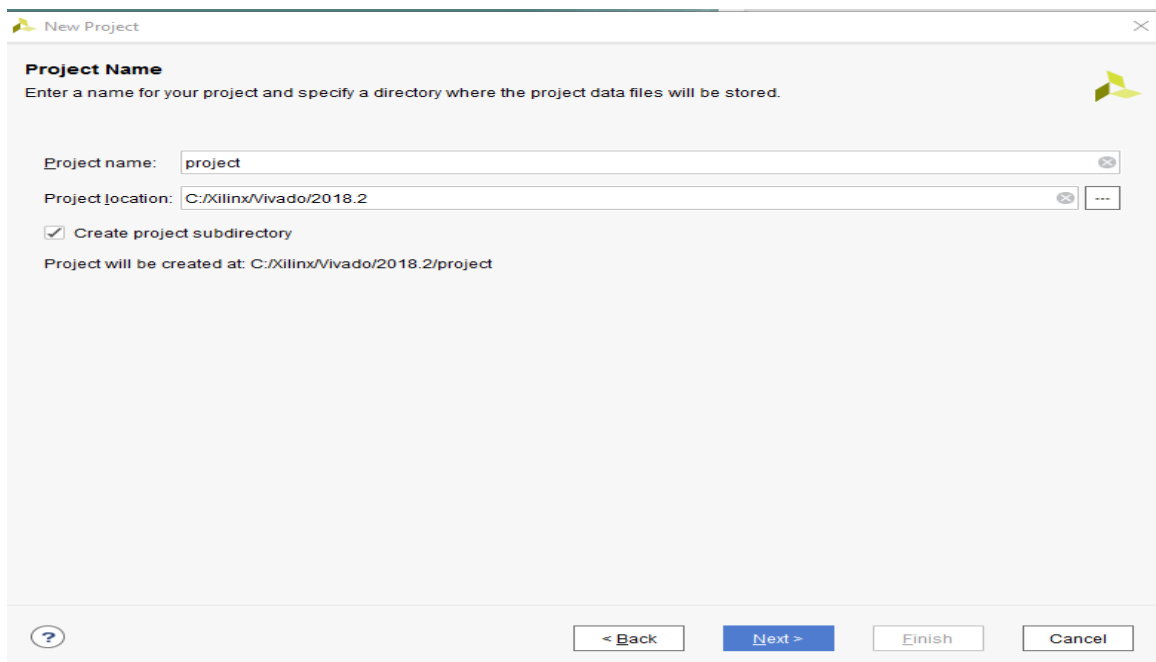 New Project
Project Name
Enter a name for your project and specify a directory where the project data files will be stored.
Project name: project
Project location: C:/Xilinx/Vivado/2018.2 ...
Create project subdirectory
Project will be created at: C:/Xilinx/Vivado/2018.2/project
? < Back Next > Finish Cancel